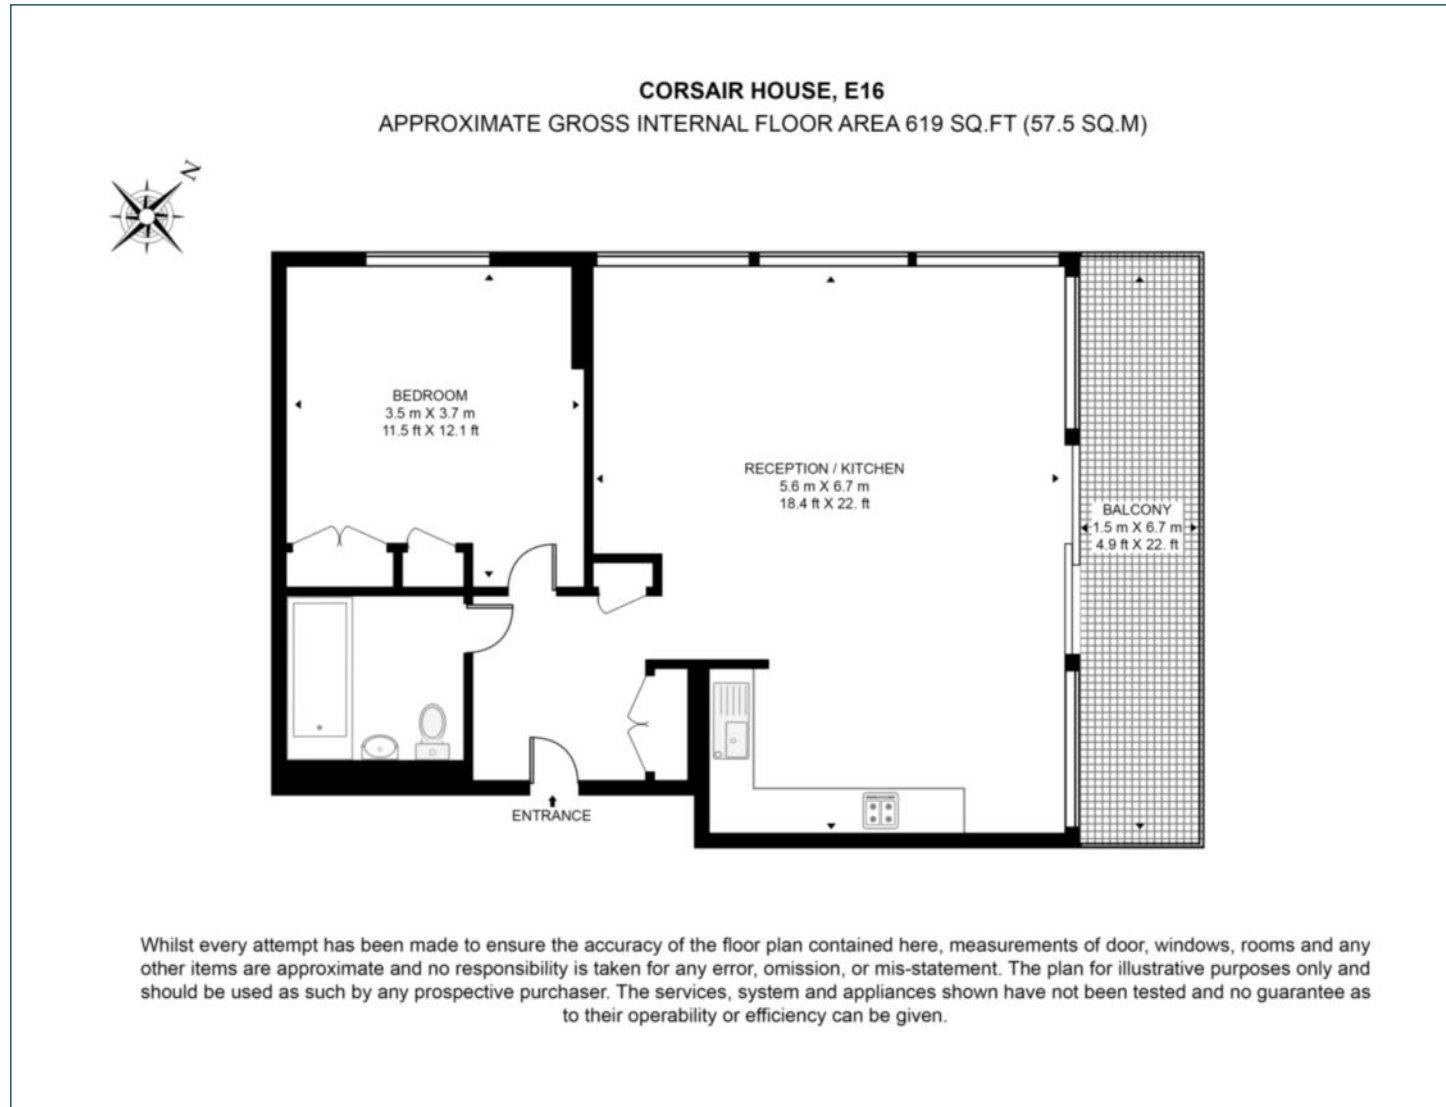 CORSAIR HOUSE, E16
APPROXIMATE GROSS INTERNAL FLOOR AREA 619 SQ.FT (57.5 SQ.M)
N
BEDROOM
3.5 m X 3.7 m
11.5 ft X 12.1 ft
RECEPTION / KITCHEN
5.6 m X 6.7 m
18.4 ft X 22. ft
BALCONY
1.5 m X 6.7 m
4.9 ft X 22. ft
ENTRANCE
Whilst every attempt has been made to ensure the accuracy of the floor plan contained here, measurements of door, windows, rooms and any
other items are approximate and no responsibility is taken for any error, omission, or mis-statement. The plan for illustrative purposes only and
should be used as such by any prospective purchaser. The services, system and appliances shown have not been tested and no guarantee as
to their operability or efficiency can be given.